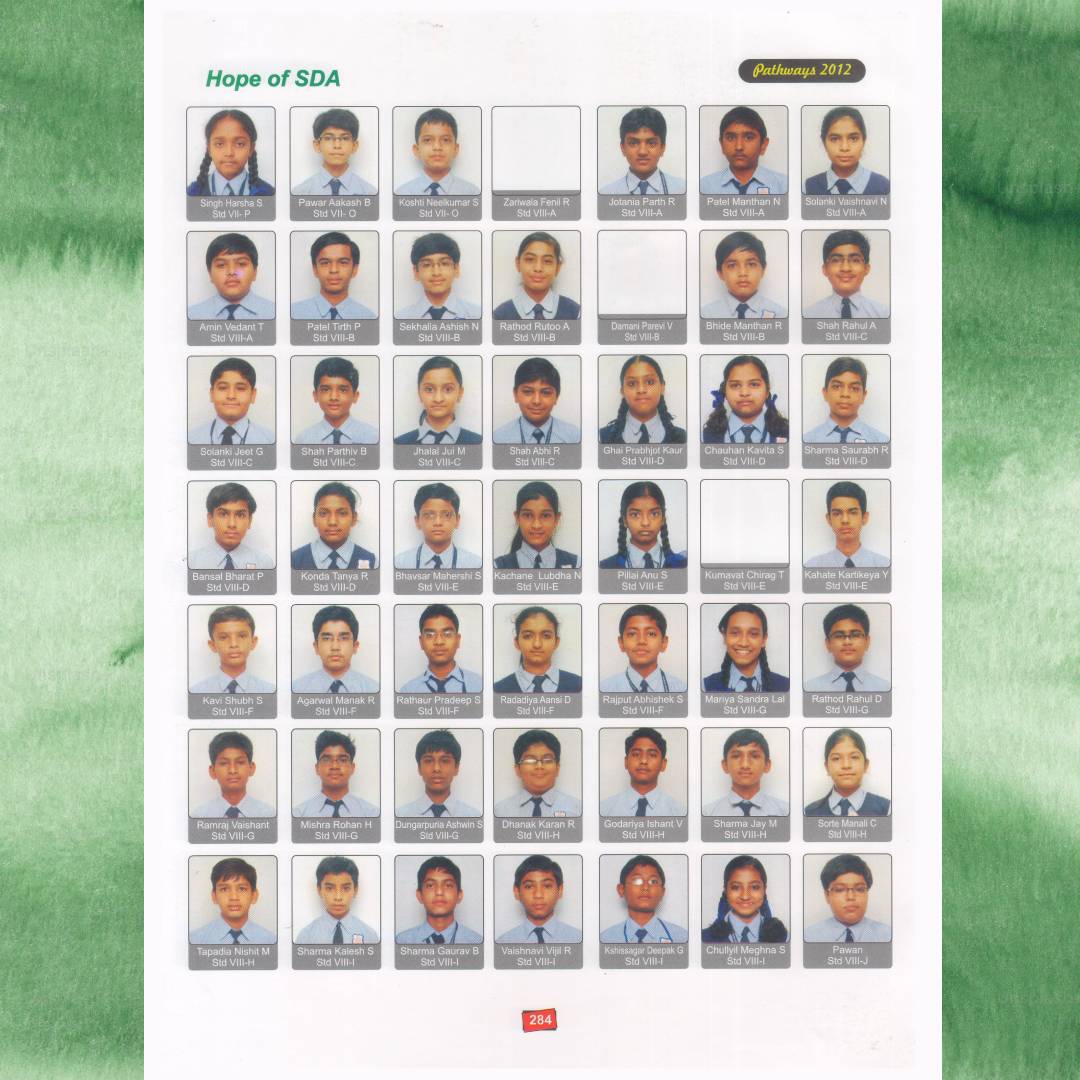 Hope of SDA
Pathways 2012
Singh Harsha S
Std VII- P
Pawar Aakash B
Std VII- O
Koshti Neelkumar S
Std VII- O
Zariwala Fenil R
Std VIII-A
Jotania Parth R
Std VIII-A
Patel Manthan N
Std VIII-A
Solanki Vaishnavi N
Std VIII-A
Amin Vedant T
Std VIII-A
Patel Tirth P
Std VIII-B
Sekhalia Ashish N
Std VIII-B
Rathod Rutoo A
Std VIII-B
Damani Parevi V
Std VIII-B
Bhide Manthan R
Std VIII-B
Shah Rahul A
Std VIII-C
Solanki Jeet G
Std VIII-C
Shah Parthiv B
Std VIII-C
Jhalal Jui M
Std VIII-C
Shah Abhi R
Std VIII-C
Ghai Prabhjot Kaur
Std VIII-D
Chauhan Kavita S
Std VIII-D
Sharma Saurabh R
Std VIII-D
Bansal Bharat P
Std VIII-D
Konda Tanya R
Std VIII-D
Bhavsar Mahershi S
Std VIII-E
Kachane Lubdha N
Std VIII-E
Pillai Anu S
Std VIII-E
Kumavat Chirag T
Std VIII-E
Kahate Kartikeya Y
Std VIII-E
Kavi Shubh S
Std VIII-F
Agarwal Manak R
Std VIII-F
Rathaur Pradeep S
Std VIII-F
Radadiya Aansi D
Std VIII-F
Rajput Abhishek S
Std VIII-F
Mariya Sandra Lal
Std VIII-G
Rathod Rahul D
Std VIII-G
Ramraj Vaishant
Std VIII-G
Mishra Rohan H
Std VIII-G
Dungarpuria Ashwin S
Std VIII-G
Dhanak Karan R
Std VIII-H
Godariya Ishant V
Std VIII-H
Sharma Jay M
Std VIII-H
Sorte Manali C
Std VIII-H
Tapadia Nishit M
Std VIII-H
Sharma Kalesh S
Std VIII-I
Sharma Gaurav B
Std VIII-I
Vaishnavi Vijil R
Std VIII-I
Kshissagar Deepak G
Std VIII-I
Chullyil Meghna S
Std VIII-I
Pawan
Std VIII-J
284